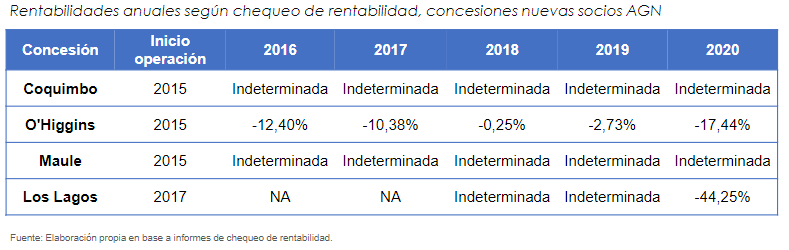 Rentabilidades anuales según chequeo de rentabilidad, concesiones nuevas socios AGN
Concesión Inicio operación 2016 2017 2018 2019 2020
Coquimbo 2015 Indeterminada Indeterminada Indeterminada Indeterminada Indeterminada
O'Higgins 2015 -12,40% -10,38% -0,25% -2,73% -17,44%
Maule 2015 Indeterminada Indeterminada Indeterminada Indeterminada Indeterminada
Los Lagos 2017 NA NA Indeterminada Indeterminada -44,25%
Fuente: Elaboración propia en base a informes de chequeo de rentabilidad.